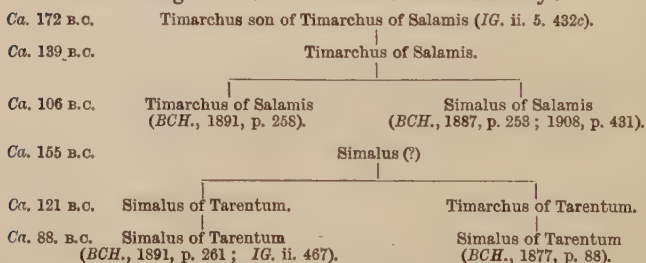 Ca. 172 B.C. Timarchus son of Timarchus of Salamis (IG. ii. 5. 432c).
Ca. 139 B.C. Timarchus of Salamis.
Ca. 106 B.C. Timarchus of Salamis Simalus of Salamis
(BCH., 1891, p. 258). (BCH., 1887, p. 253; 1908, p. 431).
Ca. 155 B.C. Simalus (?)
Ca. 121 B.C. Simalus of Tarentum. Timarchus of Tarentum.
Ca. 88. B.C. Simalus of Tarentum Simalus of Tarentum
(BCH., 1891, p. 261; IG. ii. 467). (BCH., 1877, p. 88).